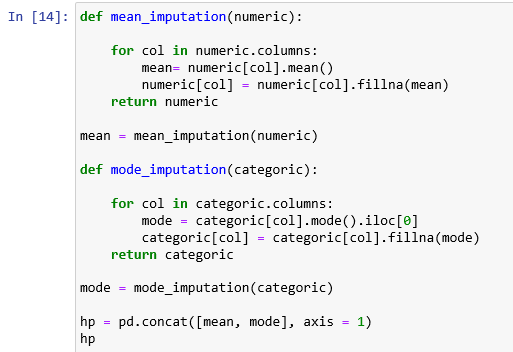 In [14]: def mean_imputation(numeric):
for col in numeric.columns:
mean= numeric[col].mean()
numeric[col] = numeric[col].fillna(mean)
return numeric
mean = mean_imputation(numeric)
def mode_imputation(categoric):
for col in categoric.columns:
mode = categoric[col].mode().iloc[0]
categoric[col] = categoric[col].fillna(mode)
return categoric
mode = mode_imputation(categoric)
hp = pd.concat([mean, mode], axis = 1)
hp